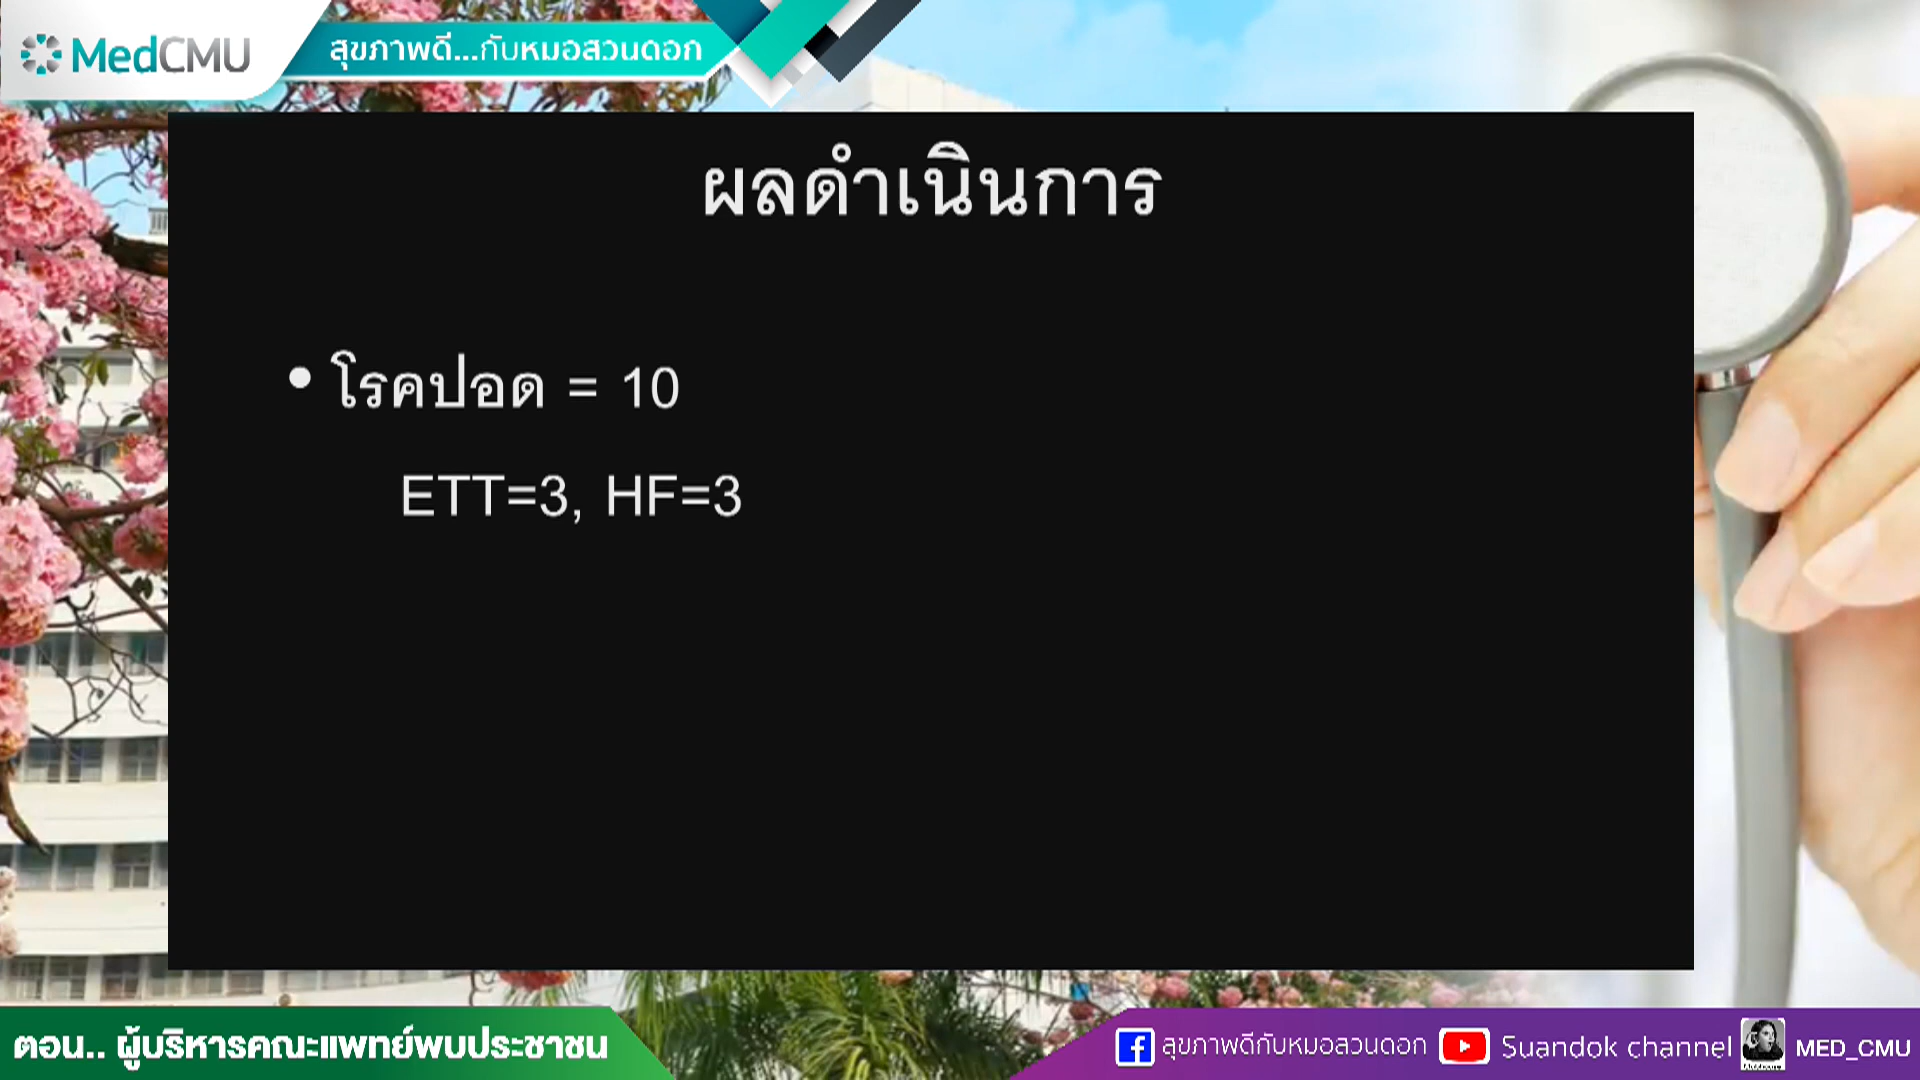 MedCMU
สุขภาพดี...กับหมอสวนดอก
ผลดำเนินการ
• โรคปอด = 10
ETT=3, HF=3
ตอน.. ผู้บริหารคณะแพทย์พบประชาชน
สุขภาพดีกับหมอสวนดอก
Suandok channel
MED_CMU